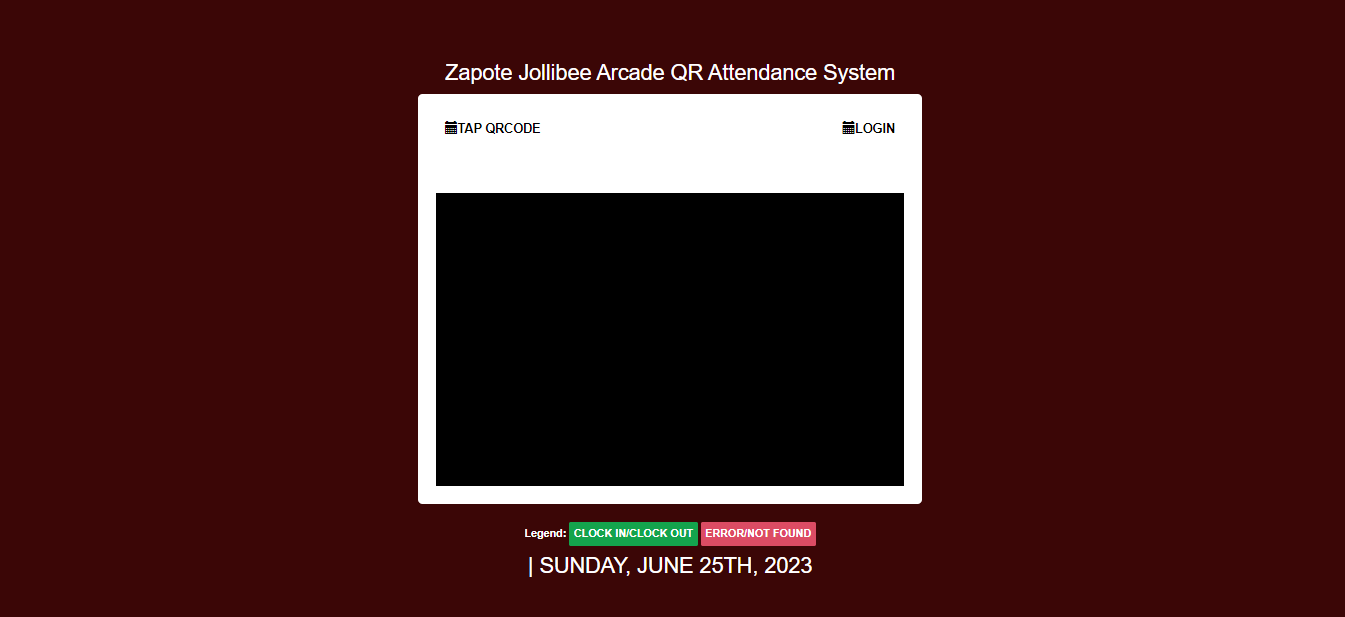 Zapote Jollibee Arcade QR Attendance System
TAP QRCODE LOGIN
Legend: CLOCK IN/CLOCK OUT ERROR/NOT FOUND
| SUNDAY, JUNE 25TH, 2023